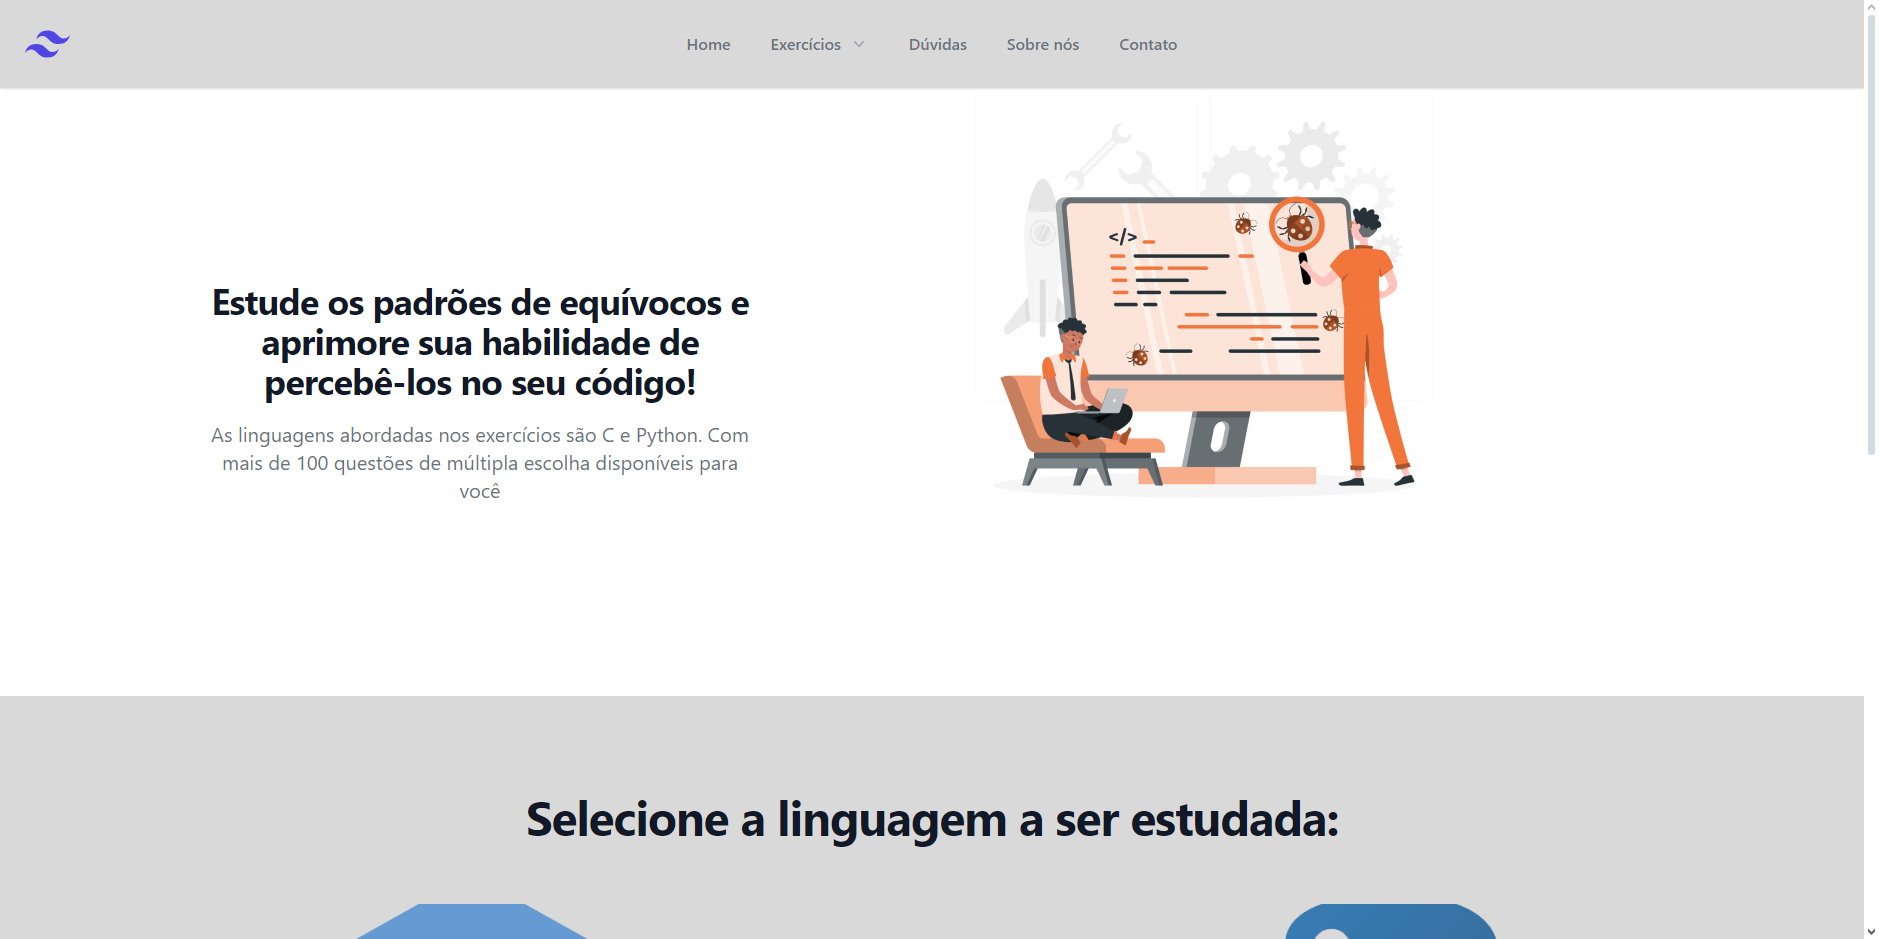 Home Exercícios Dúvidas Sobre nós Contato
</>
Estude os padrões de equívocos e
aprimore sua habilidade de
percebê-los no seu código!
As linguagens abordadas nos exercícios são C e Python. Com
mais de 100 questões de múltipla escolha disponíveis para
você
Selecione a linguagem a ser estudada: